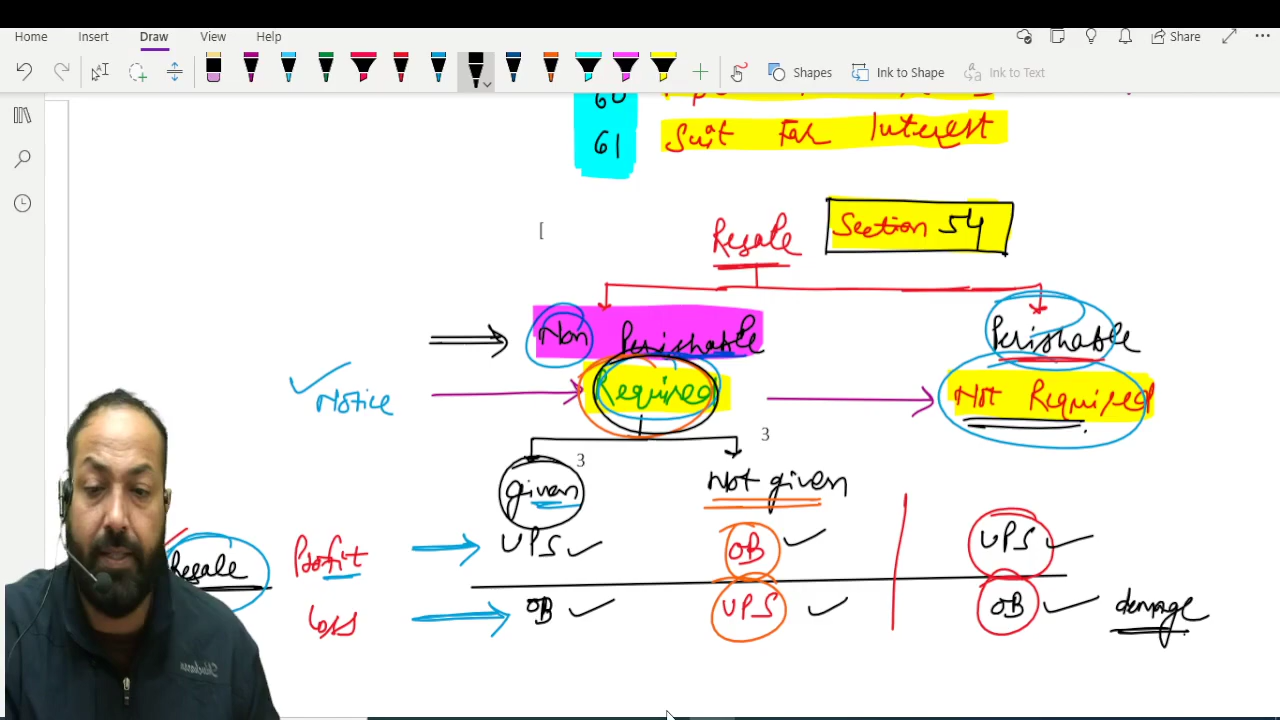 Home Insert Draw View Help
Share
Shapes Ink to Shape Ink to Text
60
61 Suit For Interest
[
Resale Section 54
Non Perishable Perishable
Notice Required Not Required
3
3
given Not given
Resale Profit UPS OB UPS
Loss OB UPS OB damage